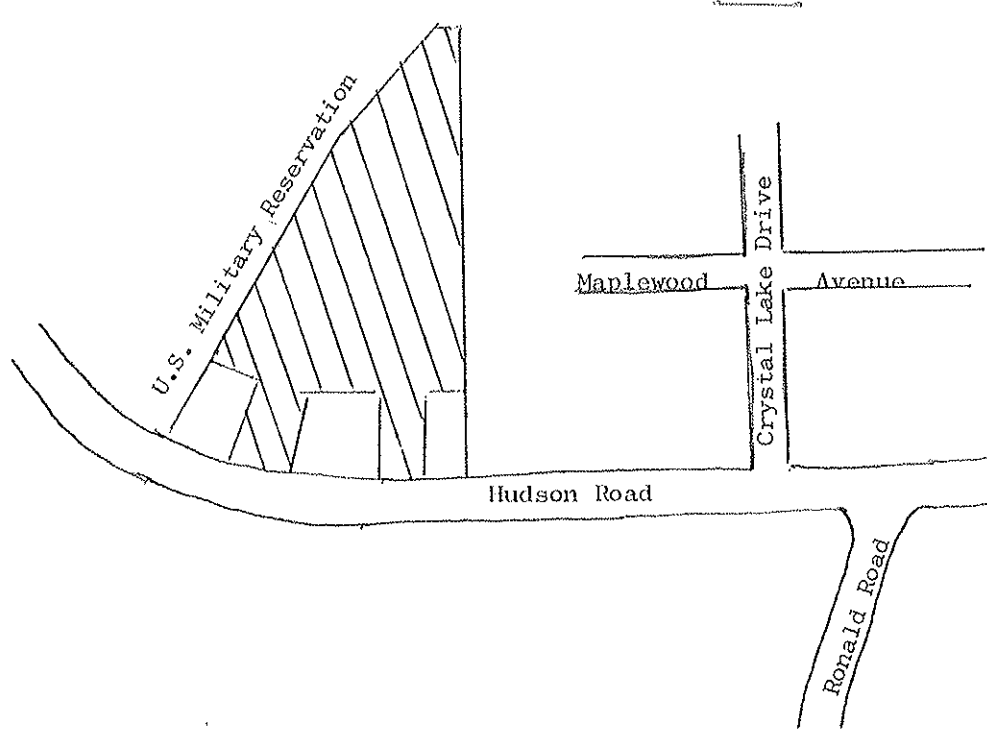 U.S. Military Reservation
Maplewood Avenue
Crystal Lake Drive
Hudson Road
Ronald Road